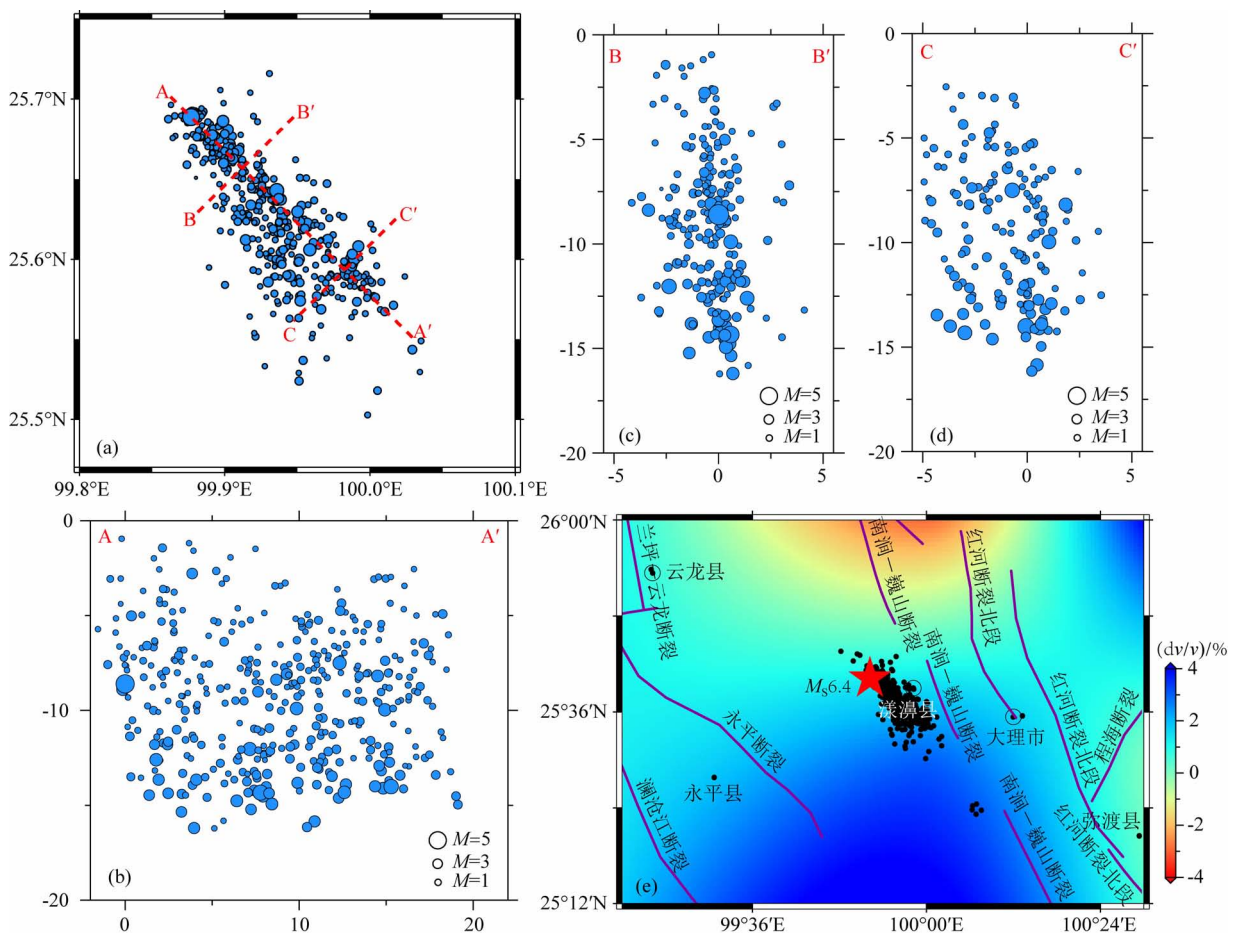 25.7°N
25.6°N
25.5°N
99.8°E
99.9°E
100.0°E
100.1°E
A
B′
B
C′
C
A′
(a)
0
-5
-10
-15
-20
-5
0
5
B
B′
M=5
M=3
M=1
(c)
0
-5
-10
-15
-20
-5
0
5
C
C′
M=5
M=3
M=1
(d)
0
-10
-20
0
10
20
A
A′
M=5
M=3
M=1
(b)
26°00′N
25°36′N
25°12′N
99°36′E
100°00′E
100°24′E
兰坪-云龙断裂
云龙县
南涧—巍山断裂
红河断裂北段
南涧—巍山断裂
Ms6.4
漾濞县
大理市
红河断裂北段
程海断裂
永平断裂
永平县
澜沧江断裂
南涧—巍山断裂
弥渡县
红河断裂北段
(e)
(dv/v)/%
4
2
0
-2
-4